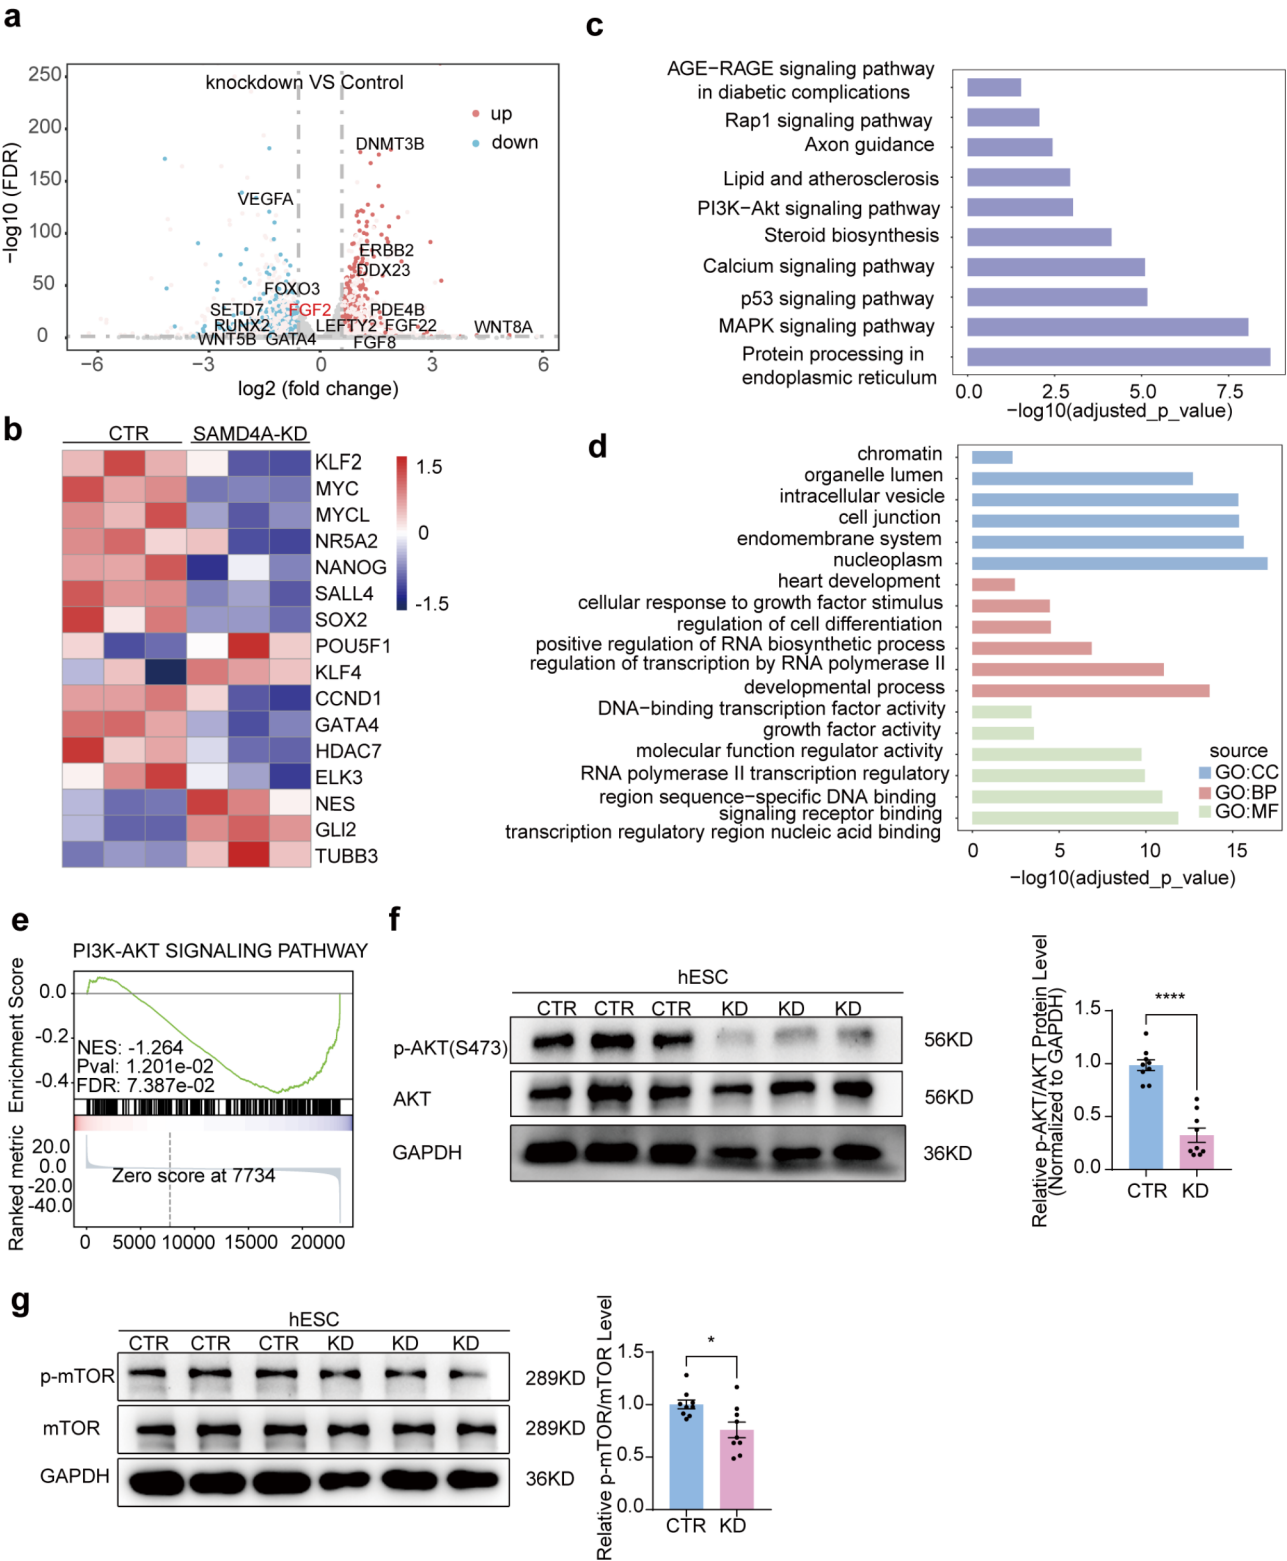 a
knockdown VS Control
up
down
DNMT3B
VEGFA
ERBB2
DDX23
FOXO3
SETD7
FGF2
PDE4B
RUNX2
LEFTY2
FGF22
WNT8A
WNT5B
GATA4
FGF8
250
200
150
100
50
0
−log10 (FDR)
−6
−3
0
3
6
log2 (fold change)
b
CTR
SAMD4A-KD
KLF2
MYC
MYCL
NR5A2
NANOG
SALL4
SOX2
POU5F1
KLF4
CCND1
GATA4
HDAC7
ELK3
NES
GLI2
TUBB3
1.5
0
-1.5
c
AGE−RAGE signaling pathway
in diabetic complications
Rap1 signaling pathway
Axon guidance
Lipid and atherosclerosis
PI3K−Akt signaling pathway
Steroid biosynthesis
Calcium signaling pathway
p53 signaling pathway
MAPK signaling pathway
Protein processing in
endoplasmic reticulum
0.0
2.5
5.0
7.5
−log10(adjusted_p_value)
d
chromatin
organelle lumen
intracellular vesicle
cell junction
endomembrane system
nucleoplasm
heart development
cellular response to growth factor stimulus
regulation of cell differentiation
positive regulation of RNA biosynthetic process
regulation of transcription by RNA polymerase II
developmental process
DNA−binding transcription factor activity
growth factor activity
molecular function regulator activity
RNA polymerase II transcription regulatory
region sequence−specific DNA binding
signaling receptor binding
transcription regulatory region nucleic acid binding
source
GO:CC
GO:BP
GO:MF
0
5
10
15
−log10(adjusted_p_value)
e
PI3K-AKT SIGNALING PATHWAY
Enrichment Score
0.0
-0.2
-0.4
NES: -1.264
Pval: 1.201e-02
FDR: 7.387e-02
Ranked metric
20.0
0.0
-20.0
-40.0
Zero score at 7734
0
5000
10000
15000
20000
f
hESC
CTR
CTR
CTR
KD
KD
KD
p-AKT(S473)
56KD
AKT
56KD
GAPDH
36KD
Relative p-AKT/AKT Protein Level
(Normalized to GAPDH)
1.5
1.0
0.5
0.0
****
CTR
KD
g
hESC
CTR
CTR
CTR
KD
KD
KD
p-mTOR
289KD
mTOR
289KD
GAPDH
36KD
Relative p-mTOR/mTOR Level
1.5
1.0
0.5
0.0
*
CTR
KD